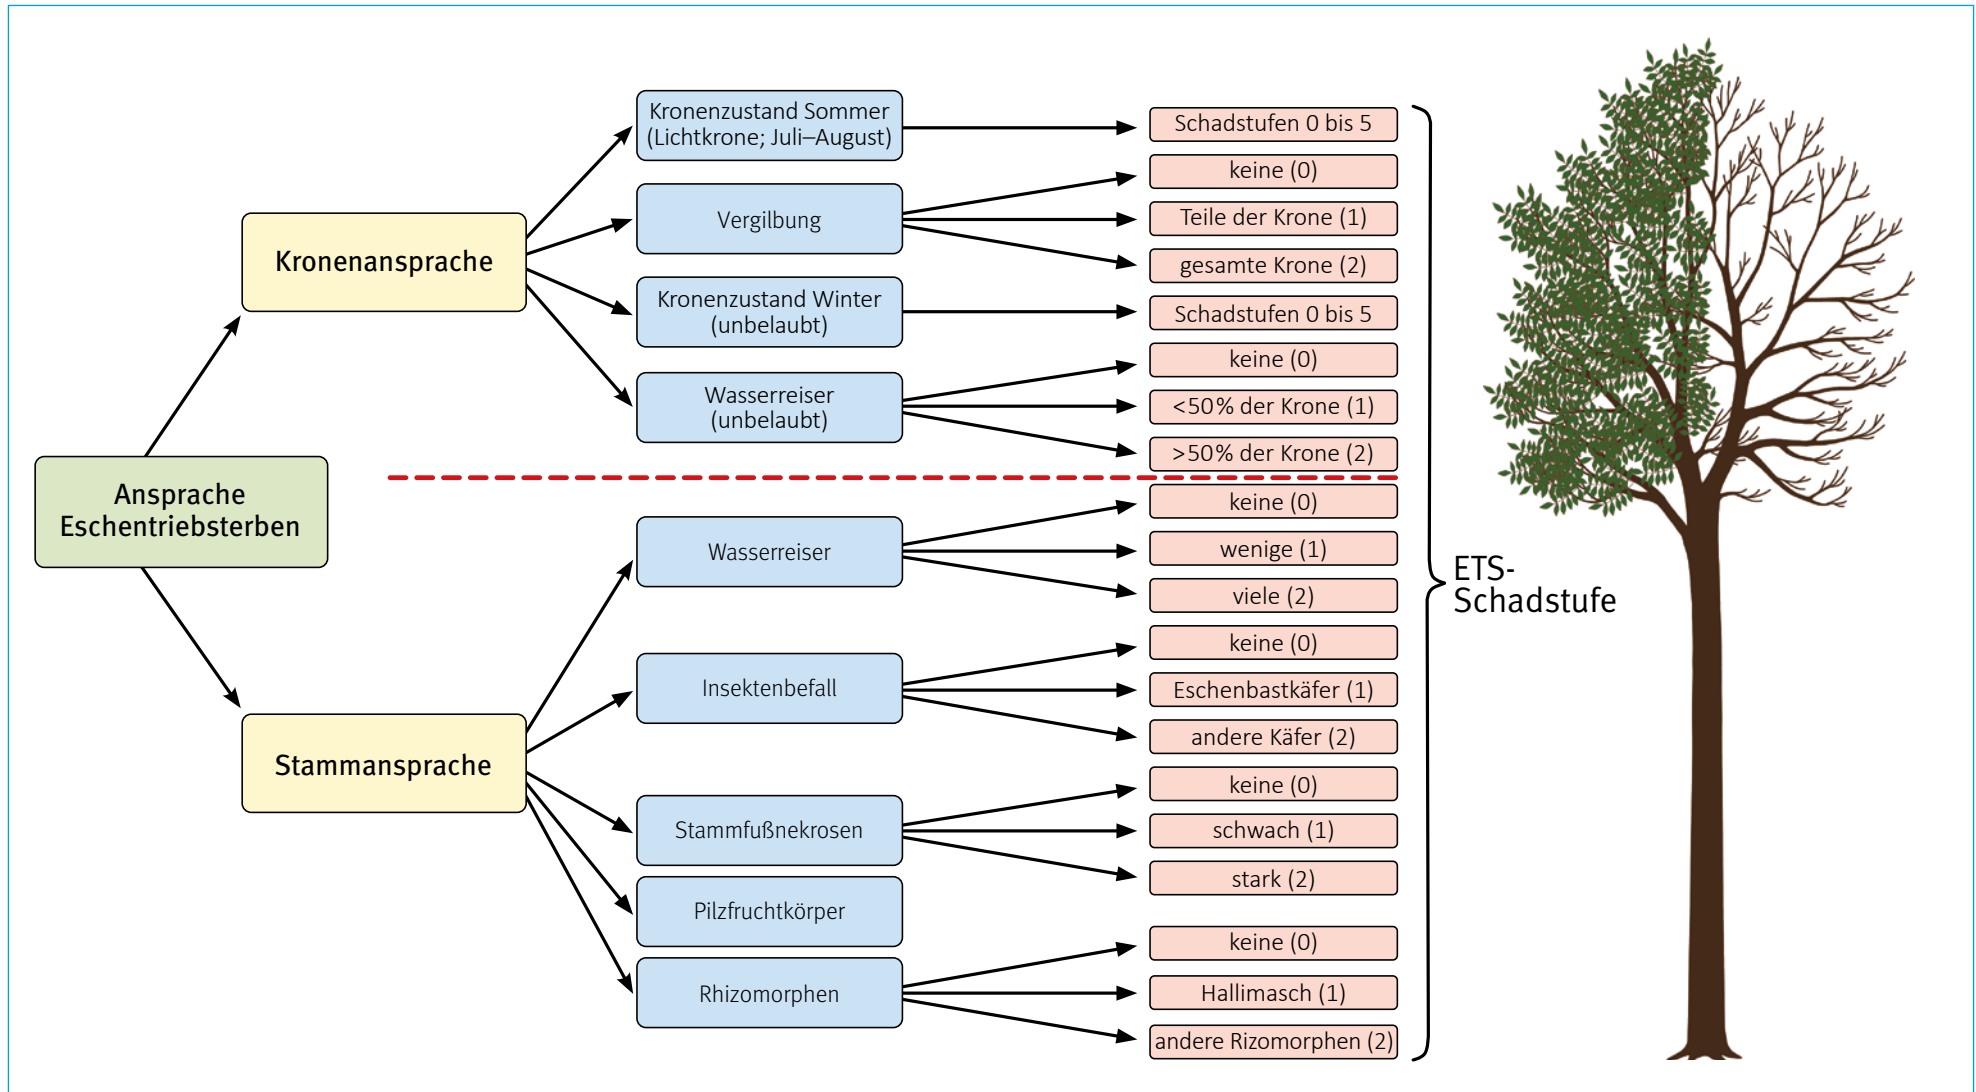 Ansprache
Eschentriebsterben
Kronenansprache
Kronenzustand Sommer
(Lichtkrone; Juli–August)
Schadstufen 0 bis 5
Vergilbung
keine (0)
Teile der Krone (1)
gesamte Krone (2)
Kronenzustand Winter
(unbelaubt)
Schadstufen 0 bis 5
Wasserreiser
(unbelaubt)
keine (0)
<50% der Krone (1)
>50% der Krone (2)
Stammansprache
Wasserreiser
keine (0)
wenige (1)
viele (2)
Insektenbefall
keine (0)
Eschenbastkäfer (1)
andere Käfer (2)
Stammfußnekrosen
keine (0)
schwach (1)
stark (2)
Pilzfruchtkörper
Rhizomorphen
keine (0)
Hallimasch (1)
andere Rizomorphen (2)
ETS-
Schadstufe